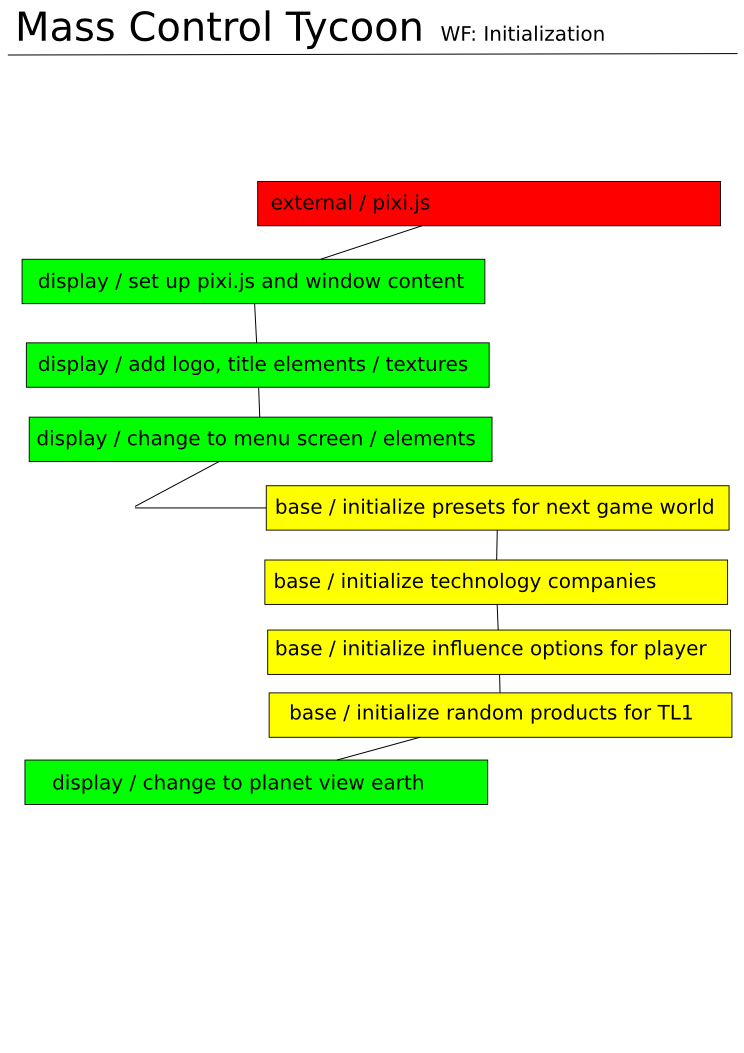 Mass Control Tycoon WF: Initialization
external / pixi.js
display / set up pixi.js and window content
display / add logo, title elements / textures
display / change to menu screen / elements
base / initialize presets for next game world
base / initialize technology companies
base / initialize influence options for player
base / initialize random products for TL1
display / change to planet view earth